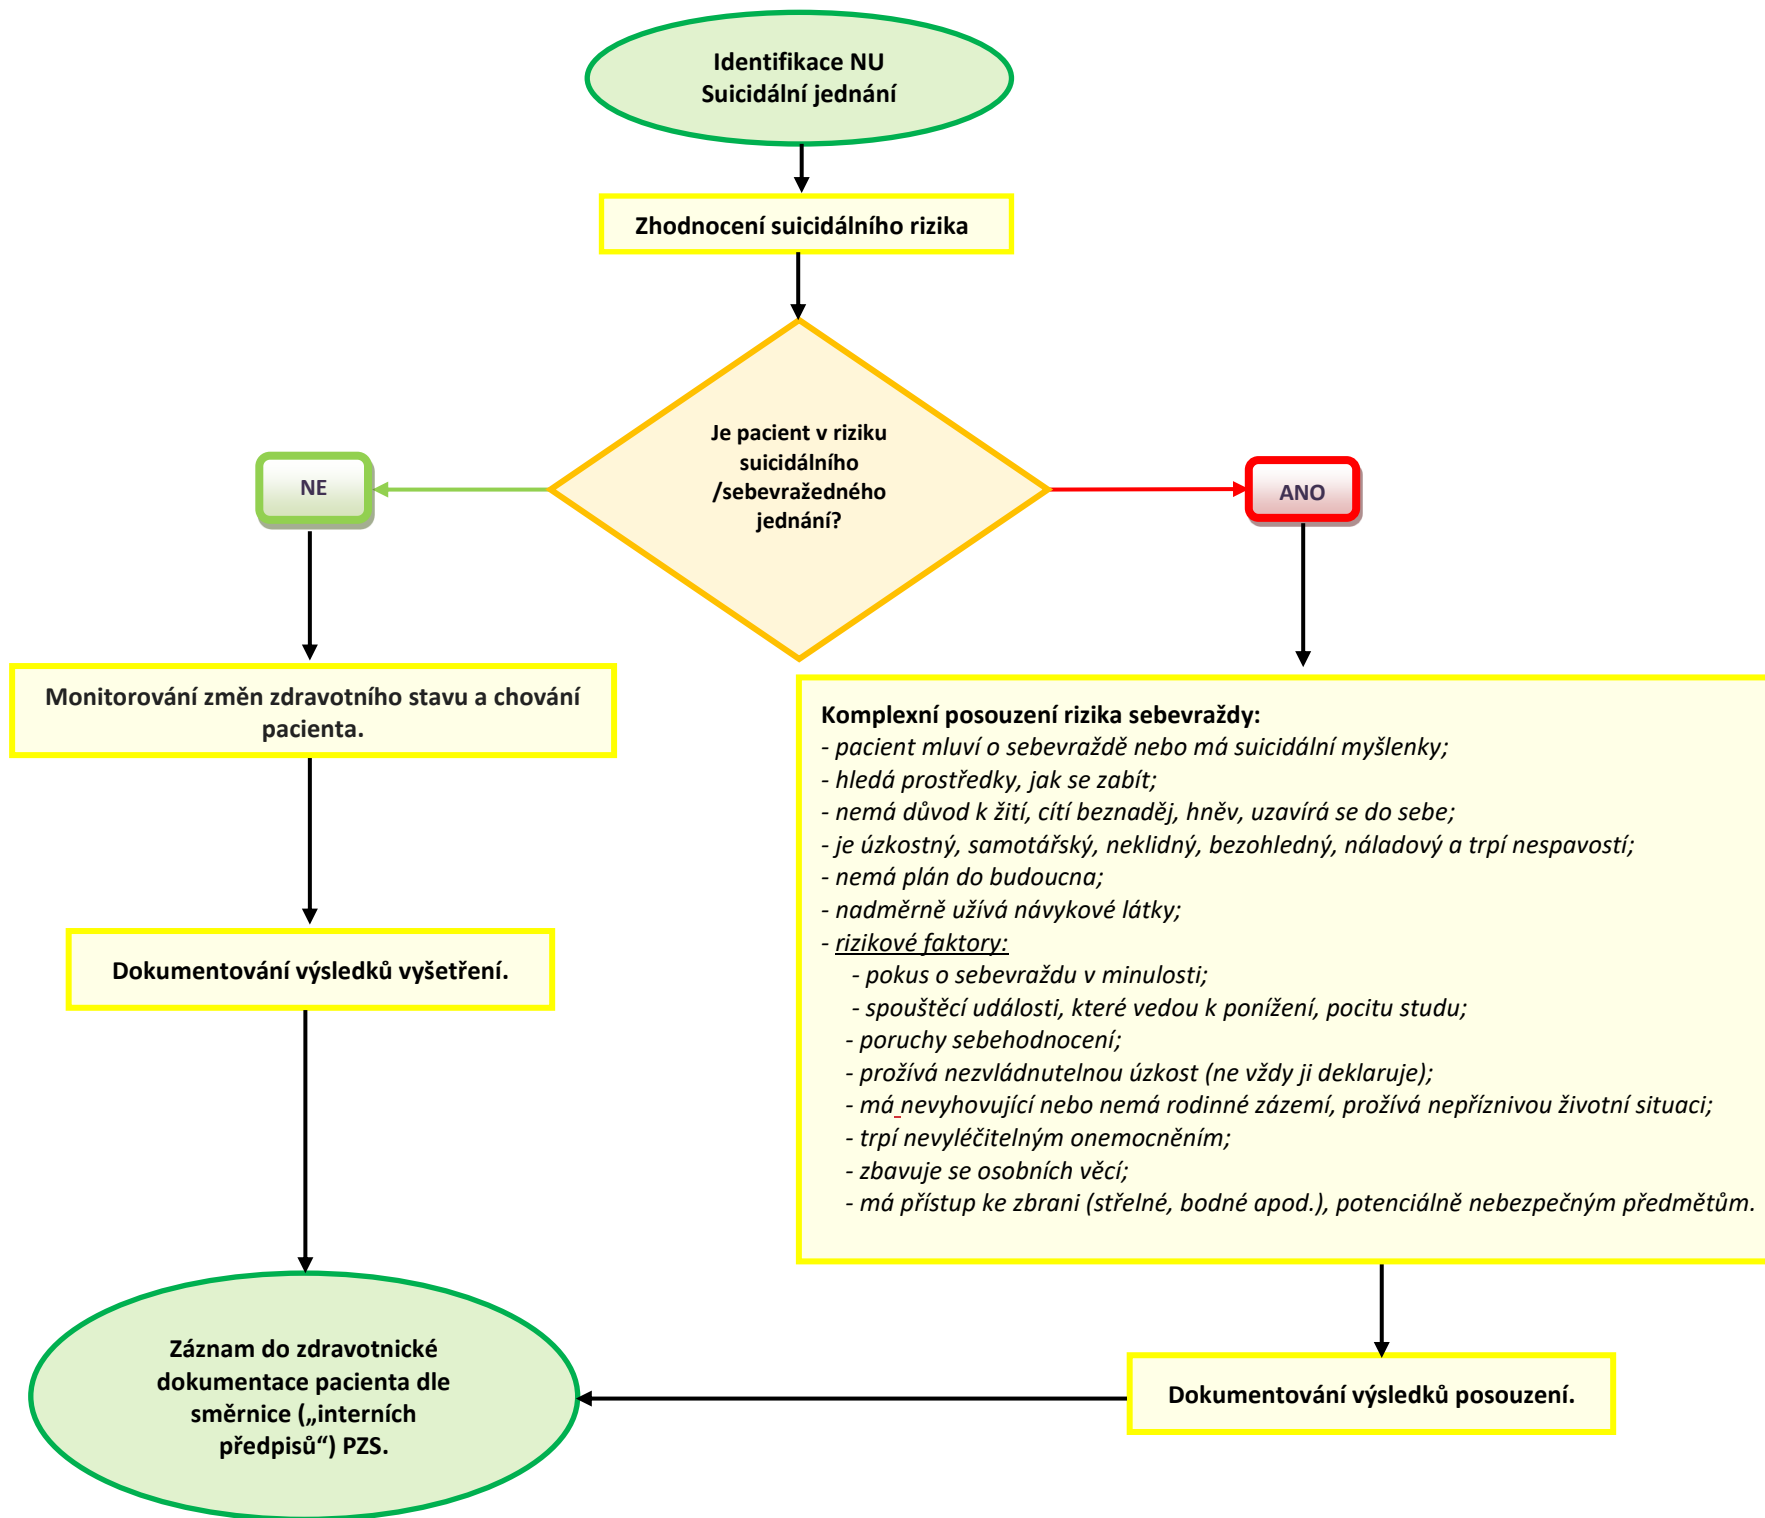 Identifikace NU
Suicidální jednání
Zhodnocení suicidálního rizika
Je pacient v riziku
suicidálního
/sebevražedného
jednání?
NE
ANO
Monitorování změn zdravotního stavu a chování
pacienta.
Dokumentování výsledků vyšetření.
Komplexní posouzení rizika sebevraždy:
- pacient mluví o sebevraždě nebo má suicidální myšlenky;
- hledá prostředky, jak se zabít;
- nemá důvod k žití, cítí beznaděj, hněv, uzavírá se do sebe;
- je úzkostný, samotářský, neklidný, bezohledný, náladový a trpí nespavostí;
- nemá plán do budoucna;
- nadměrně užívá návykové látky;
- rizikové faktory:
- pokus o sebevraždu v minulosti;
- spouštěcí události, které vedou k ponížení, pocitu studu;
- poruchy sebehodnocení;
- prožívá nezvládnutelnou úzkost (ne vždy ji deklaruje);
- má nevyhovující nebo nemá rodinné zázemí, prožívá nepříznivou životní situaci;
- trpí nevyléčitelným onemocněním;
- zbavuje se osobních věcí;
- má přístup ke zbrani (střelné, bodné apod.), potenciálně nebezpečným předmětům.
Záznam do zdravotnické
dokumentace pacienta dle
směrnice („interních
předpisů“) PZS.
Dokumentování výsledků posouzení.